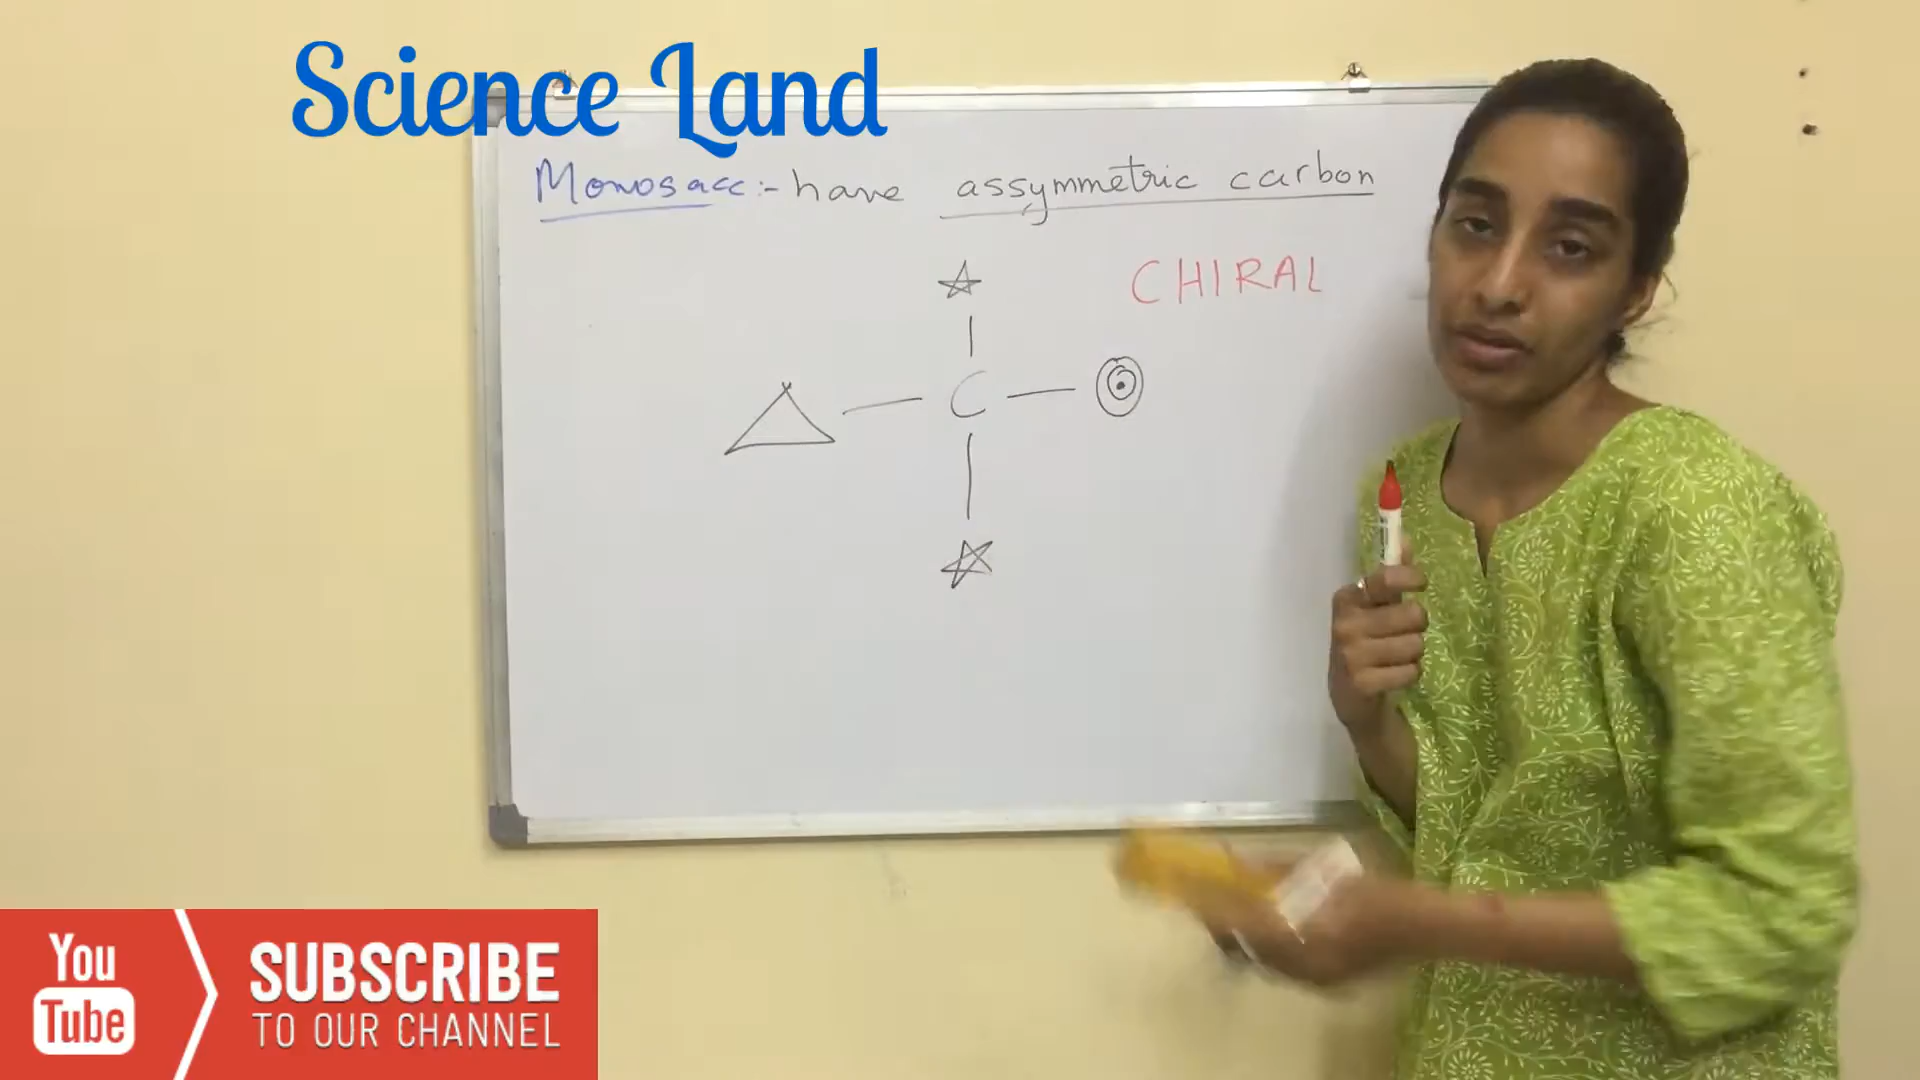 Science Land
Monosacc:- have assymmetric carbon
CHIRAL
C
You
Tube
SUBSCRIBE
TO OUR CHANNEL